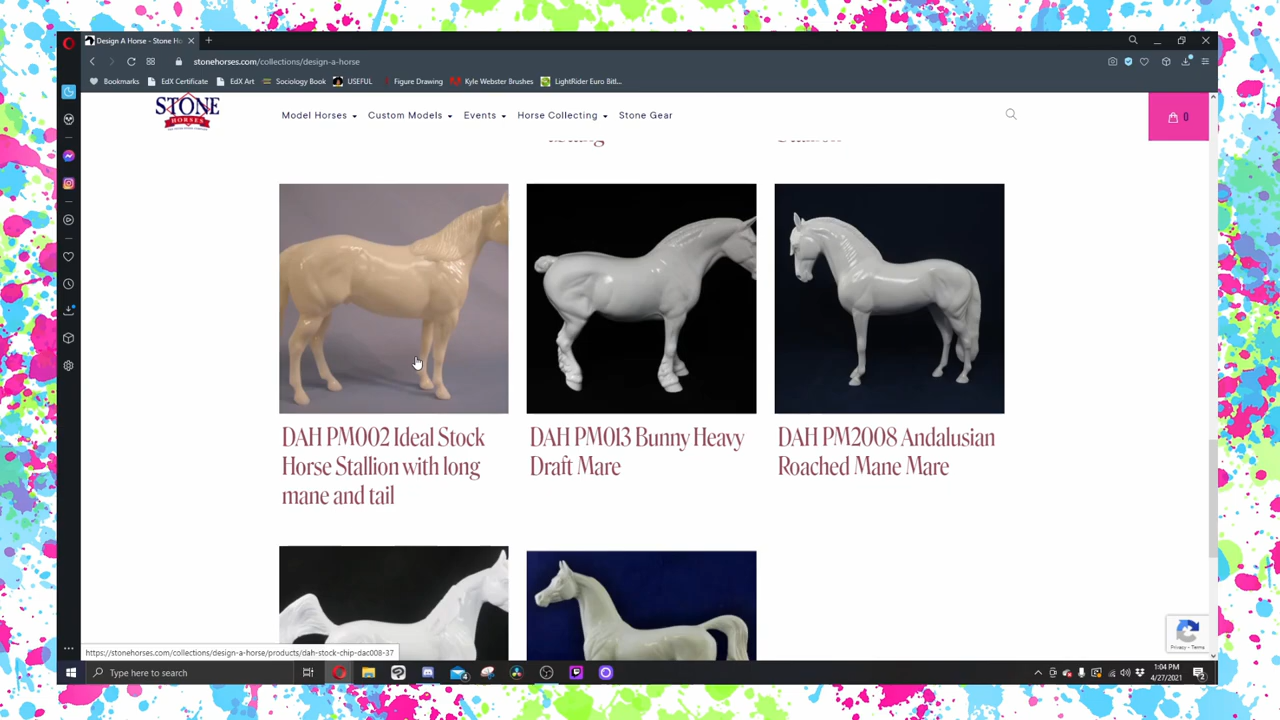 Design A Horse - Stone Ho
stonehorses.com/collections/design-a-horse
Bookmarks EdX Certificate EdX Art Sociology Book USEFUL Figure Drawing Kyle Webster Brushes LightRider Euro Bitl...
STONE
HORSES
Model Horses Custom Models Events Horse Collecting Stone Gear
0
DAH PM002 Ideal Stock
Horse Stallion with long
mane and tail
DAH PM013 Bunny Heavy
Draft Mare
DAH PM2008 Andalusian
Roached Mane Mare
Privacy - Terms
https://stonehorses.com/collections/design-a-horse/products/dah-stock-chip-dac008-37
Type here to search
1:04 PM
4/27/2021